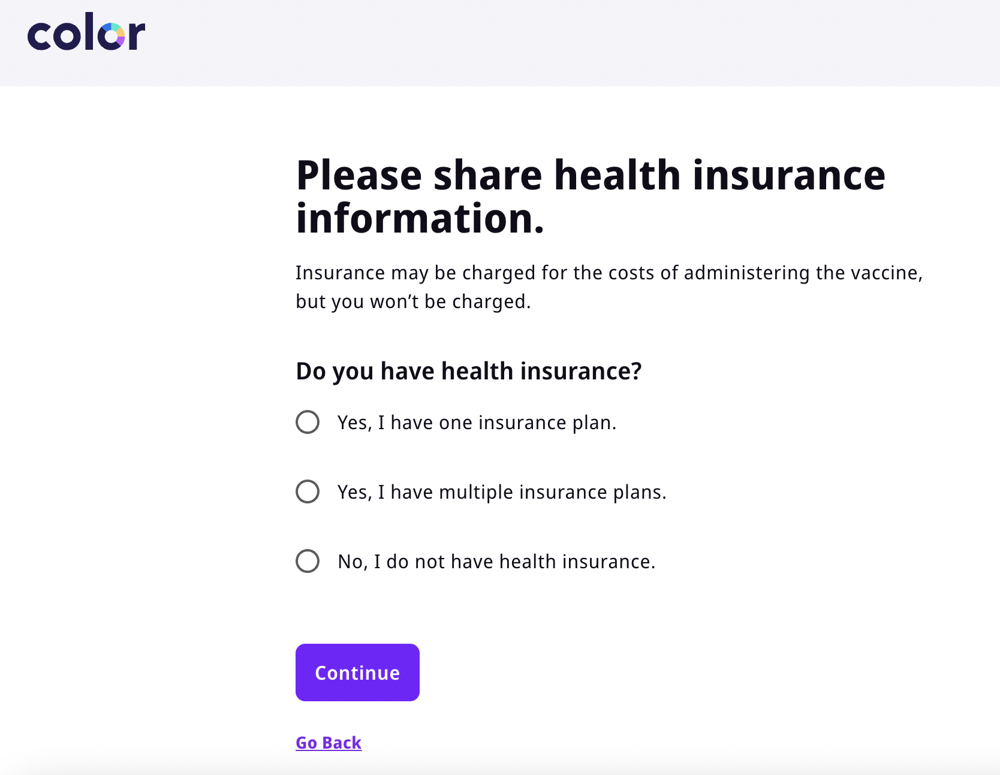 color
Please share health insurance
information.
Insurance may be charged for the costs of administering the vaccine,
but you won’t be charged.
Do you have health insurance?
Yes, I have one insurance plan.
Yes, I have multiple insurance plans.
No, I do not have health insurance.
Continue
Go Back